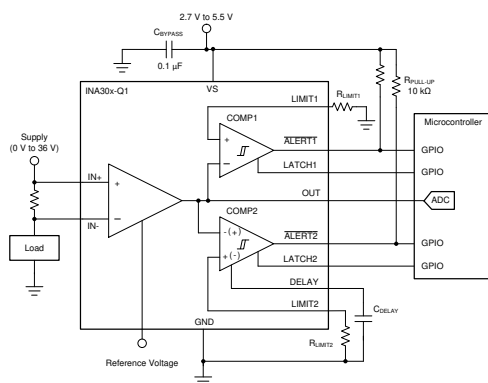 2.7 V to 5.5 V
CBYPASS
0.1 µF
RPULL-UP
10 kΩ
INA30x-Q1
VS
LIMIT1
RLIMIT1
Microcontroller
COMP1
+
−
ALERT1
GPIO
LATCH1
GPIO
Supply
(0 V to 36 V)
IN+
+
OUT
ADC
IN-
−
COMP2
-(+)
+(-)
ALERT2
GPIO
LATCH2
GPIO
Load
DELAY
LIMIT2
CDELAY
GND
RLIMIT2
Reference Voltage